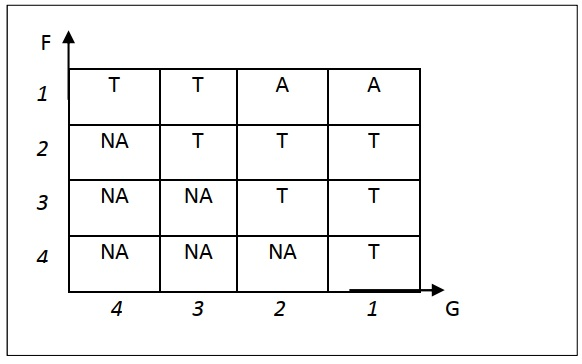 F
1 T T A A
2 NA T T T
3 NA NA T T
4 NA NA NA T
4 3 2 1 G